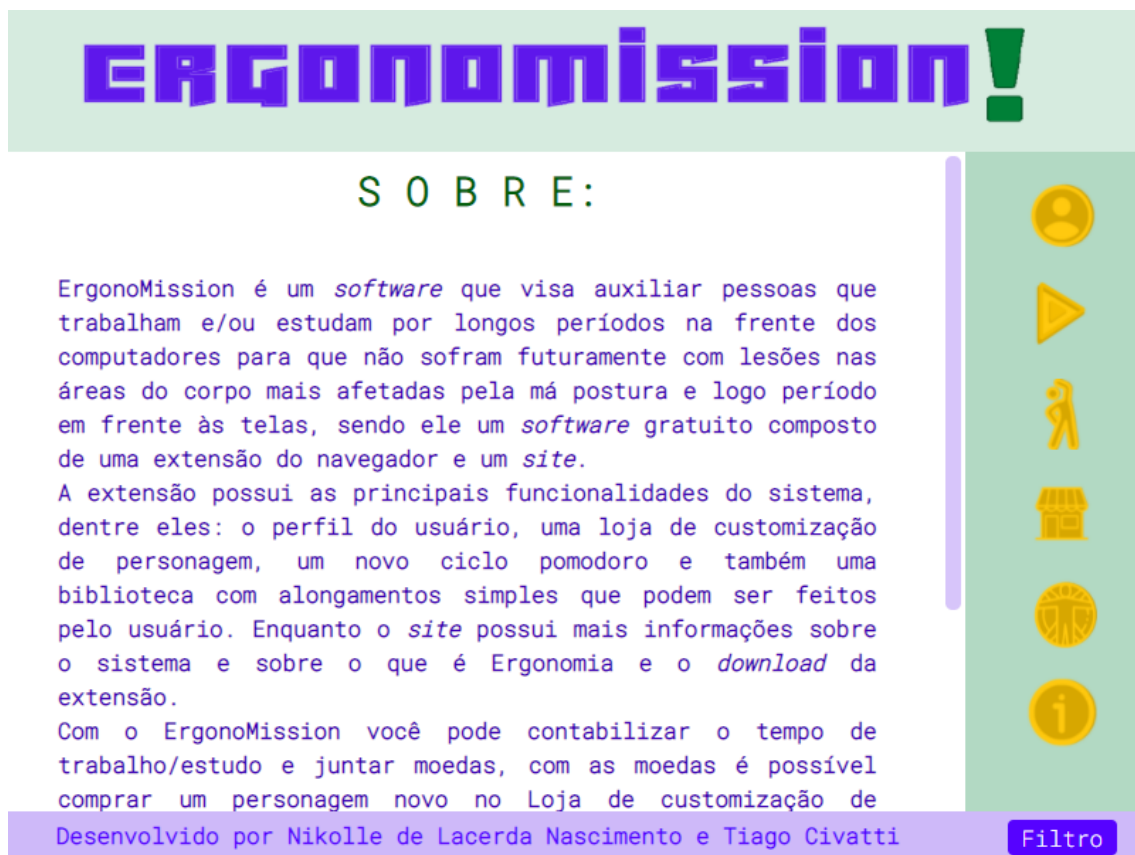 ERGONOMISSION!
SOBRE:
ErgonoMission é um software que visa auxiliar pessoas que
trabalham e/ou estudam por longos períodos na frente dos
computadores para que não sofram futuramente com lesões nas
áreas do corpo mais afetadas pela má postura e logo período
em frente às telas, sendo ele um software gratuito composto
de uma extensão do navegador e um site.
A extensão possui as principais funcionalidades do sistema,
dentre eles: o perfil do usuário, uma loja de customização
de personagem, um novo ciclo pomodoro e também uma
biblioteca com alongamentos simples que podem ser feitos
pelo usuário. Enquanto o site possui mais informações sobre
o sistema e sobre o que é Ergonomia e o download da
extensão.
Com o ErgonoMission você pode contabilizar o tempo de
trabalho/estudo e juntar moedas, com as moedas é possível
comprar um personagem novo no Loja de customização de
Desenvolvido por Nikolle de Lacerda Nascimento e Tiago Civatti
Filtro